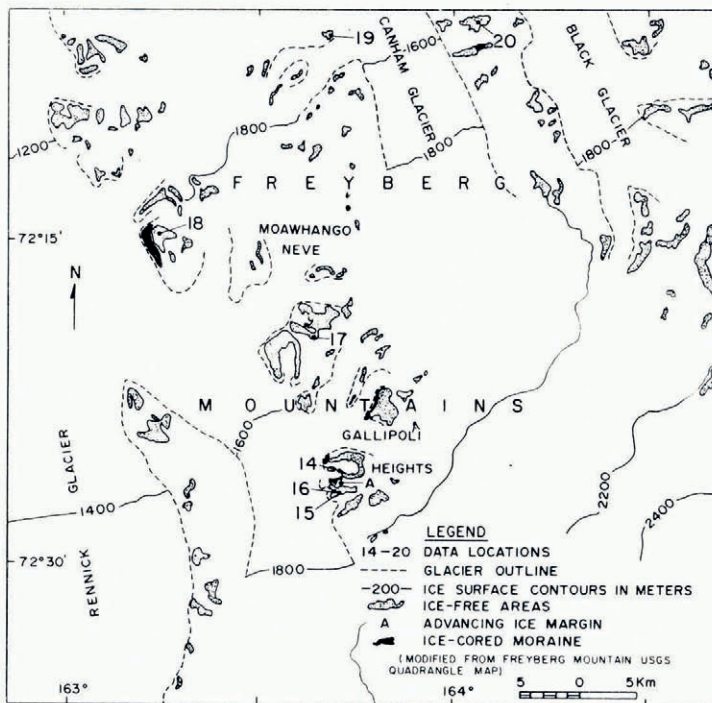 19
20
CANHAM
GLACIER
1600
BLACK
GLACIER
1200
1800
1800
1800
FREYBERG
18
MOAWHANGO
NEVE
72°15'
N
17
MOUNTAINS
1600
GALLIPOLI
HEIGHTS
14
A
16
15
GLACIER
RENNICK
1400
2200
2400
1800
72°30'
LEGEND
14-20 DATA LOCATIONS
GLACIER OUTLINE
-200- ICE SURFACE CONTOURS IN METERS
ICE-FREE AREAS
A ADVANCING ICE MARGIN
ICE-CORED MORAINE
(MODIFIED FROM FREYBERG MOUNTAIN USGS
QUADRANGLE MAP)
5 0 5Km
163° 164°